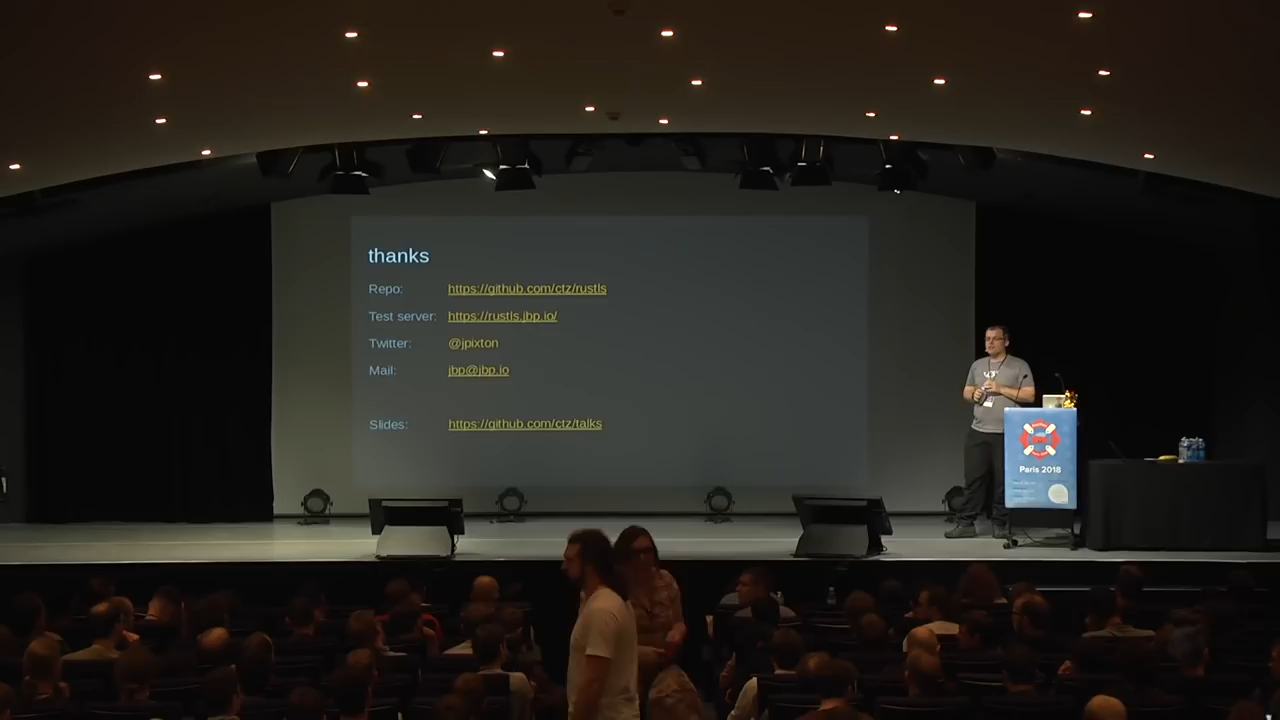 thanks
Repo: https://github.com/ctz/rustls
Test server: https://rustls.jbp.io/
Twitter: @jpixton
Mail: jbp@jbp.io
Slides: https://github.com/ctz/talks
Paris 2018